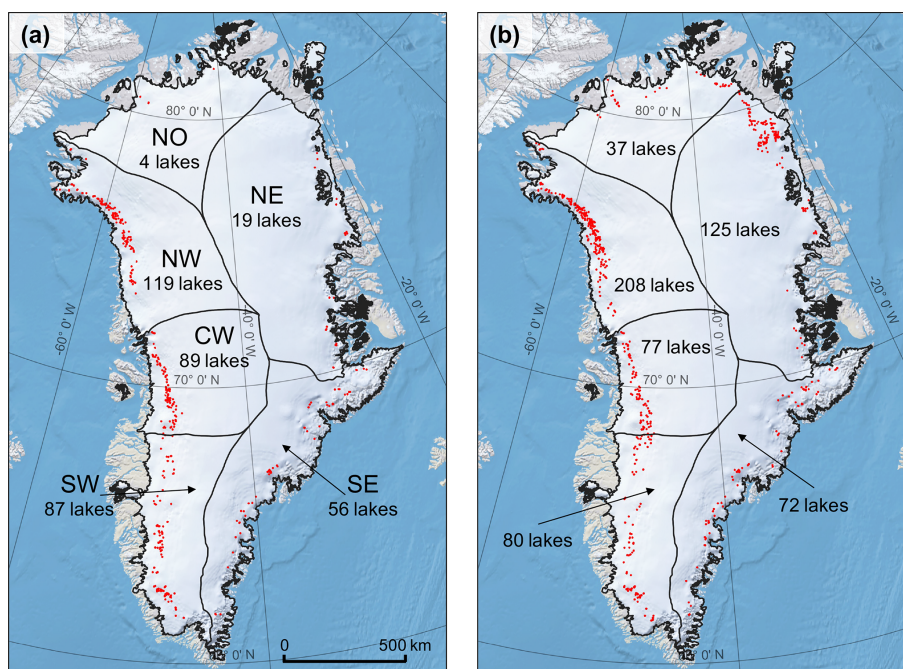 (a)
80° 0' N
NO
4 lakes
NE
19 lakes
NW
119 lakes
-20° 0' W
-60° 0' W
CW
89 lakes
-40° 0' W
70° 0' N
SW
87 lakes
SE
56 lakes
0 500 km
(b)
80° 0' N
37 lakes
125 lakes
208 lakes
-20° 0' W
-60° 0' W
77 lakes
-40° 0' W
70° 0' N
72 lakes
80 lakes